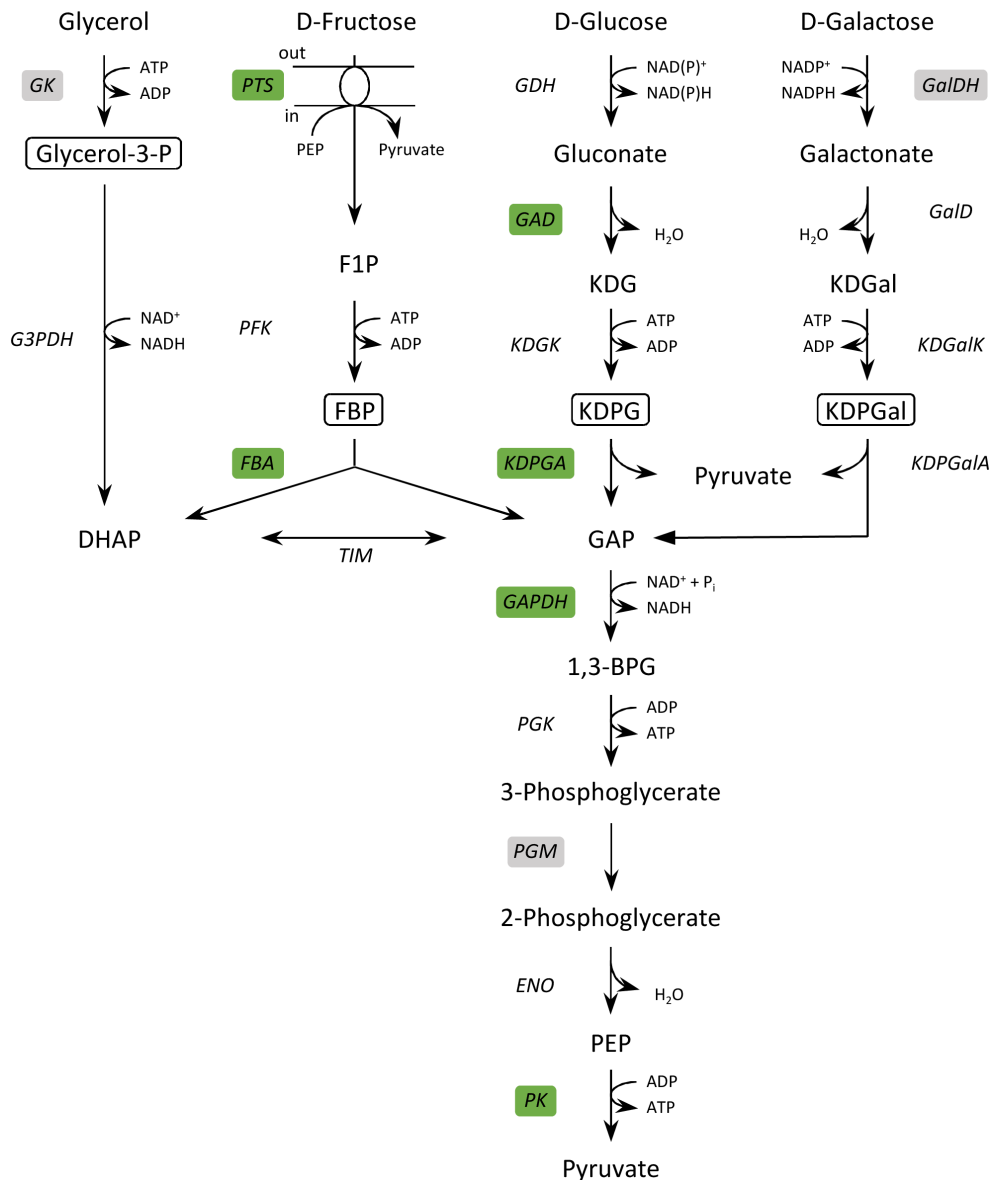 Glycerol
D-Fructose
D-Glucose
D-Galactose
GK
ATP
ADP
PTS
out
in
PEP
Pyruvate
GDH
NAD(P)⁺
NAD(P)H
NADP⁺
NADPH
GalDH
Glycerol-3-P
Gluconate
Galactonate
GAD
H₂O
H₂O
GalD
F1P
KDG
KDGal
G3PDH
NAD⁺
NADH
PFK
ATP
ADP
KDGK
ATP
ADP
ATP
ADP
KDGalK
FBP
KDPG
KDPGal
FBA
KDPGA
Pyruvate
KDPGalA
DHAP
TIM
GAP
GAPDH
NAD⁺ + Pᵢ
NADH
1,3-BPG
PGK
ADP
ATP
3-Phosphoglycerate
PGM
2-Phosphoglycerate
ENO
H₂O
PEP
PK
ADP
ATP
Pyruvate